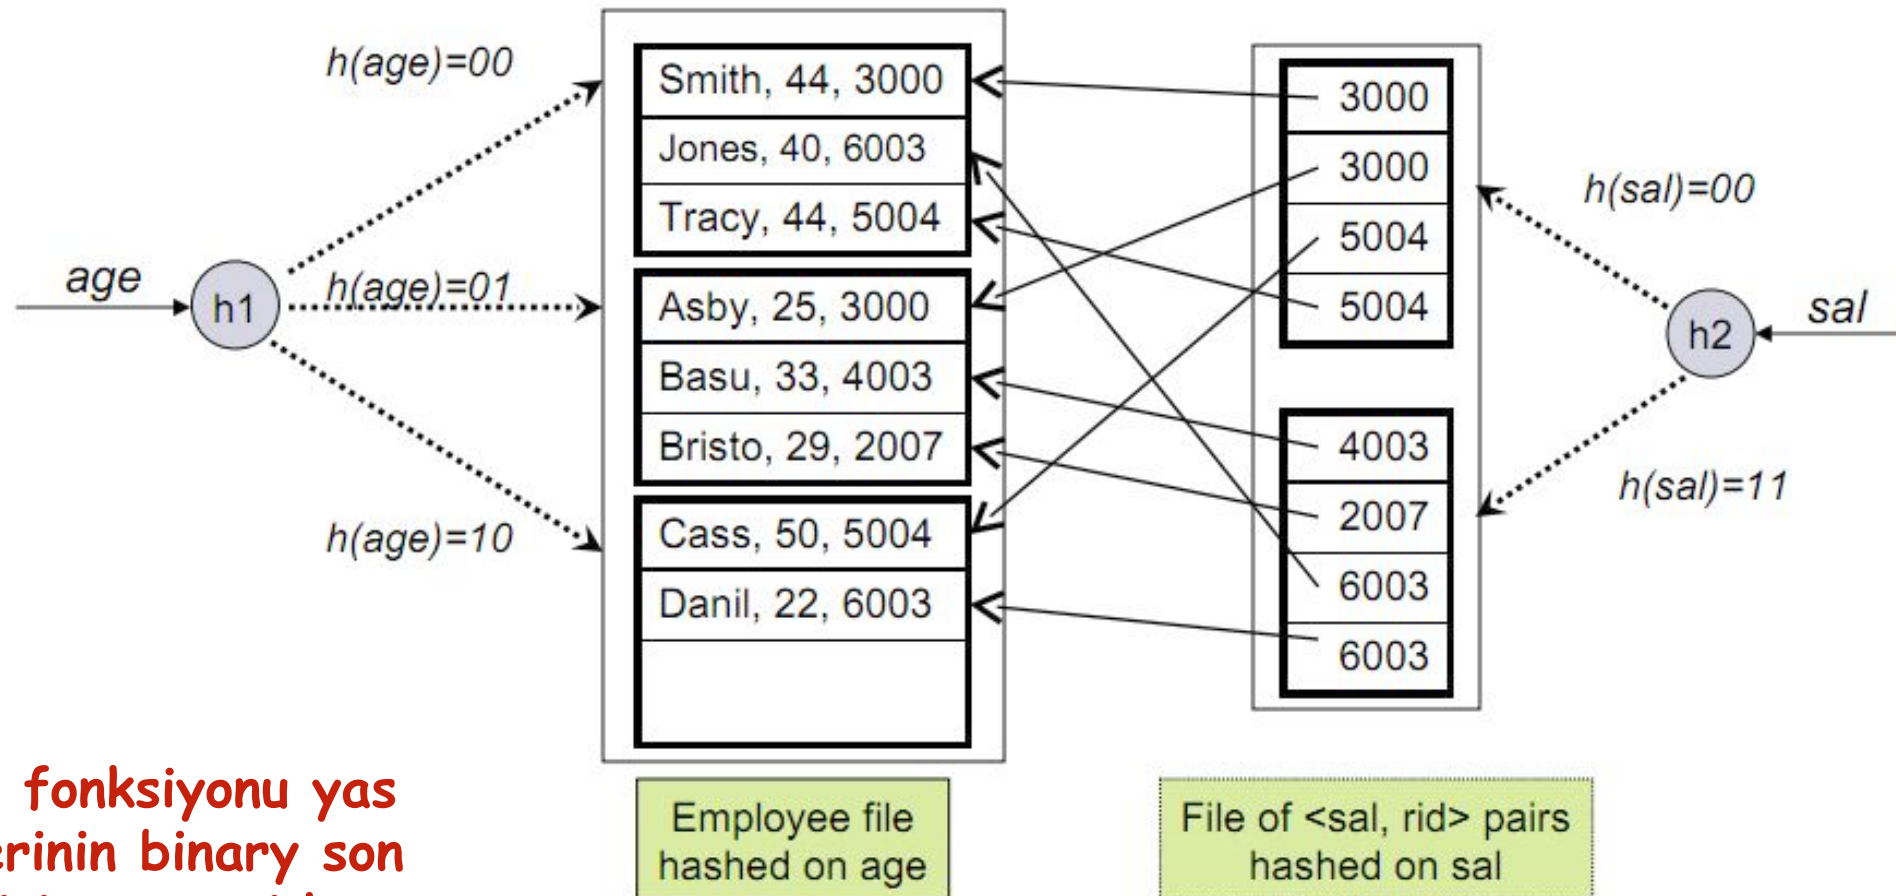 h(age)=00
age
h1
h(age)=01
h(age)=10
Smith, 44, 3000
Jones, 40, 6003
Tracy, 44, 5004
Asby, 25, 3000
Basu, 33, 4003
Bristo, 29, 2007
Cass, 50, 5004
Danil, 22, 6003
3000
3000
5004
5004
4003
2007
6003
6003
h(sal)=00
h2
sal
h(sal)=11
fonksiyonu yas
binary son
Employee file
hashed on age
File of <sal, rid> pairs
hashed on sal